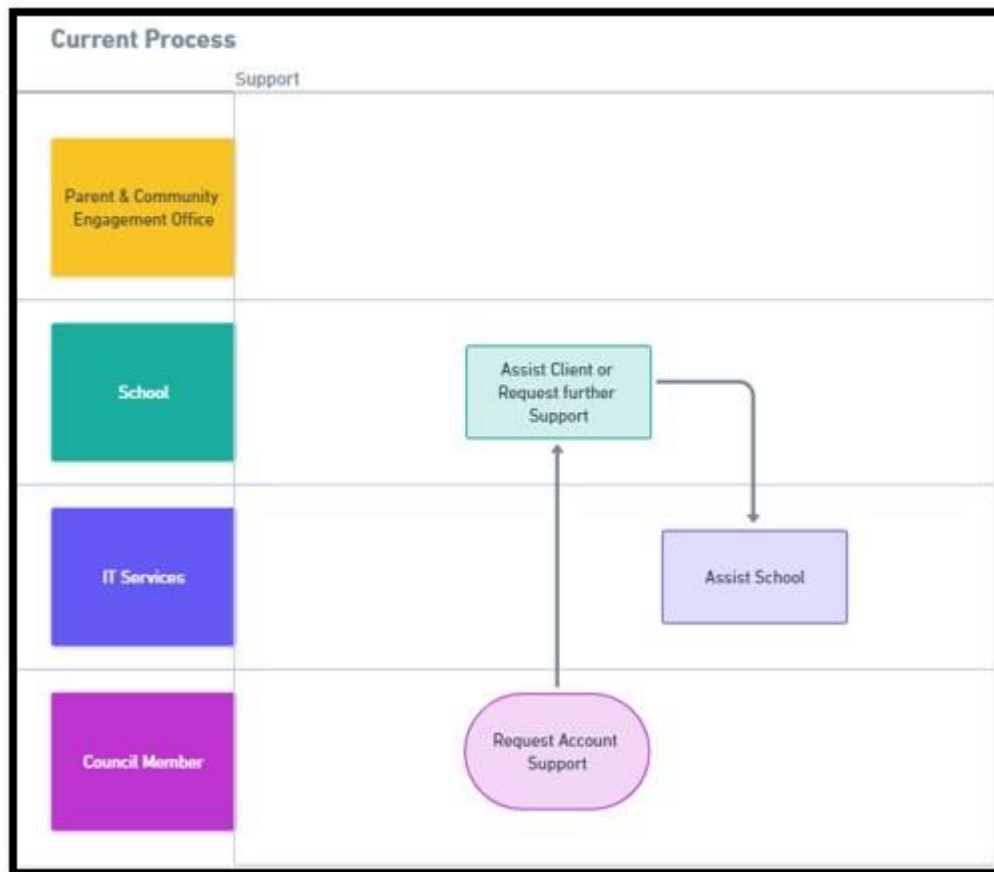 Current Process
Support
Parent & Community
Engagement Office
School
Assist Client or
Request further
Support
IT Services
Assist School
Council Member
Request Account
Support